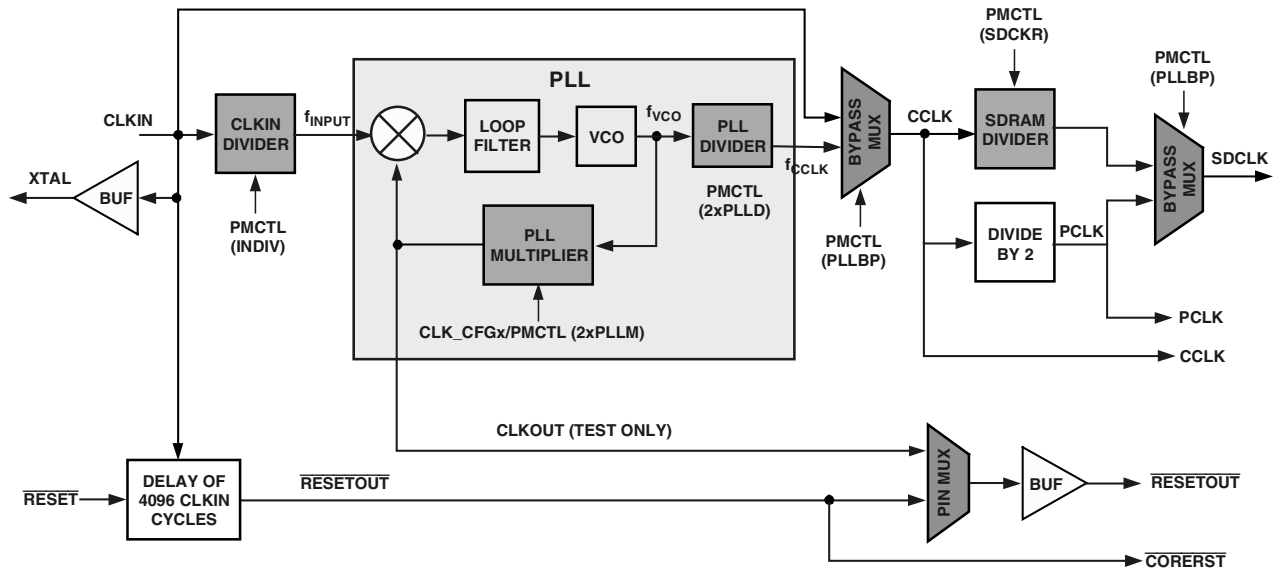 PMCTL
(SDCKR)
PMCTL
(PLLBP)
PLL
CLKIN
CLKIN
DIVIDER
fINPUT
LOOP
FILTER
VCO
fVCO
PLL
DIVIDER
fCCLK
BYPASS
MUX
CCLK
SDRAM
DIVIDER
BYPASS
MUX
SDCLK
XTAL
BUF
PMCTL
(INDIV)
PMCTL
(2xPLLD)
PLL
MULTIPLIER
PMCTL
(PLLBP)
DIVIDE
BY 2
PCLK
CLK_CFGx/PMCTL (2xPLLM)
PCLK
CCLK
CLKOUT (TEST ONLY)
RESET
DELAY OF
4096 CLKIN
CYCLES
RESETOUT
PIN MUX
BUF
RESETOUT
CORERST